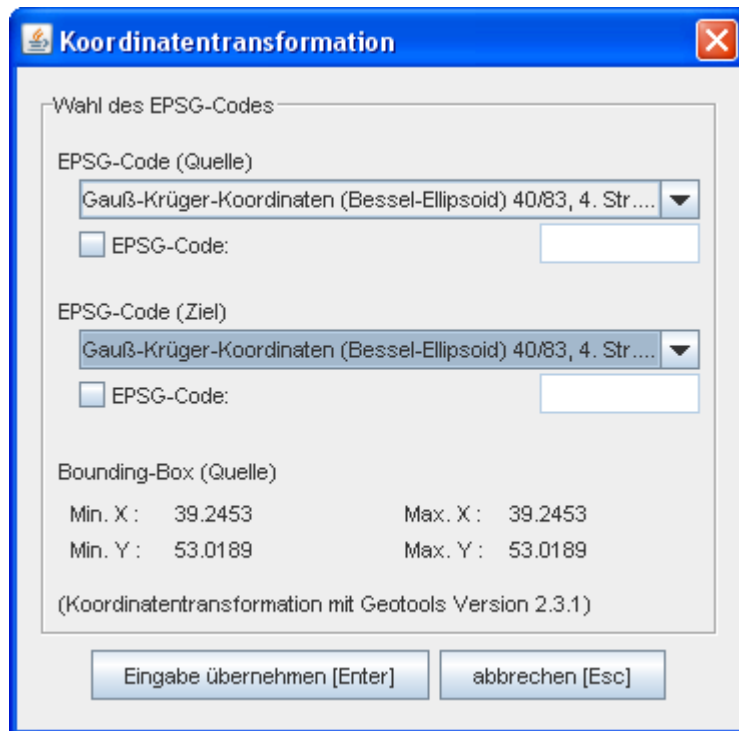 Koordinatentransformation
Wahl des EPSG-Codes
EPSG-Code (Quelle)
Gauß-Krüger-Koordinaten (Bessel-Ellipsoid) 40/83, 4. Str....
EPSG-Code:
EPSG-Code (Ziel)
Gauß-Krüger-Koordinaten (Bessel-Ellipsoid) 40/83, 4. Str....
EPSG-Code:
Bounding-Box (Quelle)
Min. X : 39.2453 Max. X : 39.2453
Min. Y : 53.0189 Max. Y : 53.0189
(Koordinatentransformation mit Geotools Version 2.3.1)
Eingabe übernehmen [Enter] abbrechen [Esc]